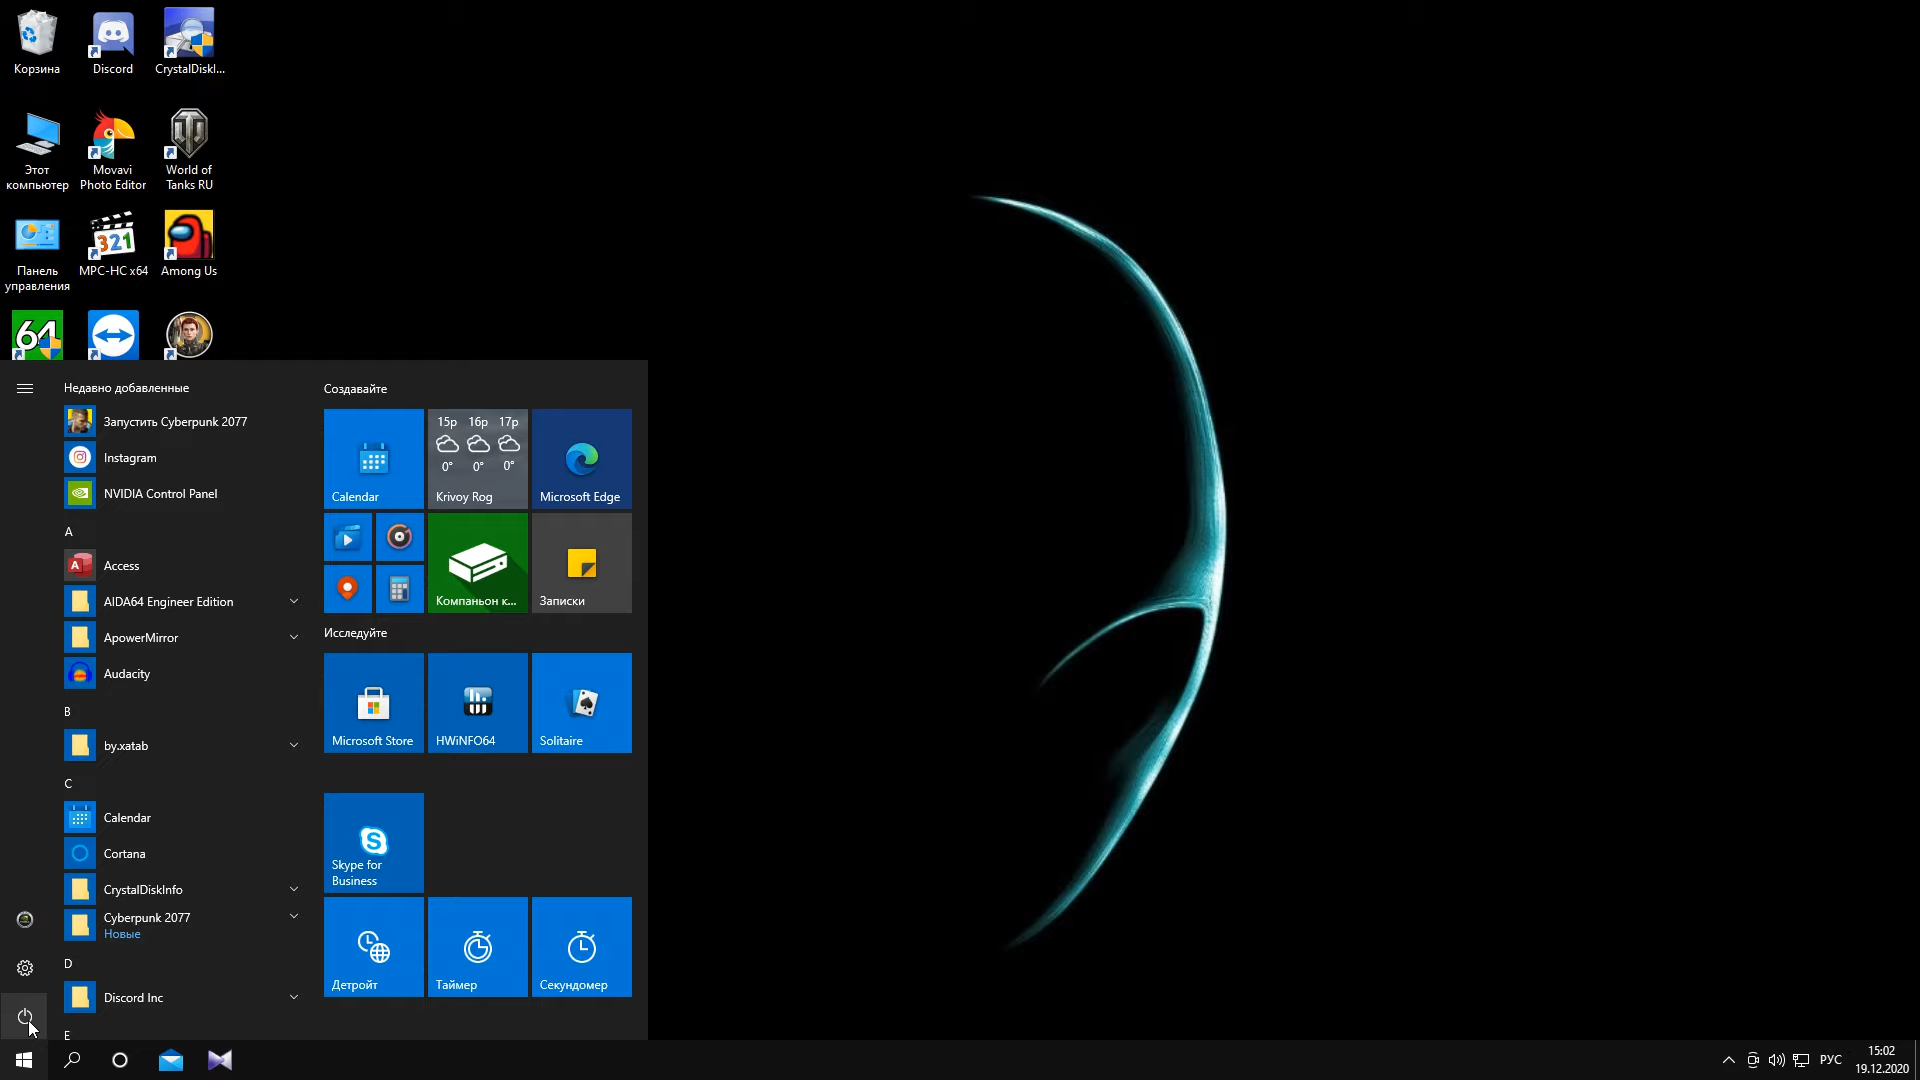 Корзина
Discord
CrystalDiskI...
Этот
компьютер
Movavi
Photo Editor
World of
Tanks RU
Панель
управления
321
MPC-HC x64
Among Us
64
Недавно добавленные
Запустить Cyberpunk 2077
Instagram
NVIDIA Control Panel
A
Access
AIDA64 Engineer Edition
ApowerMirror
Audacity
B
by.xatab
C
Calendar
Cortana
CrystalDiskInfo
Cyberpunk 2077
Новые
D
Discord Inc
E
Создавайте
Calendar
15p 16p 17p
0° 0° 0°
Krivoy Rog
Microsoft Edge
Компаньон к...
Записки
Исследуйте
Microsoft Store
HWiNFO64
Solitaire
Skype for
Business
Детройт
Таймер
Секундомер
РУС
15:02
19.12.2020